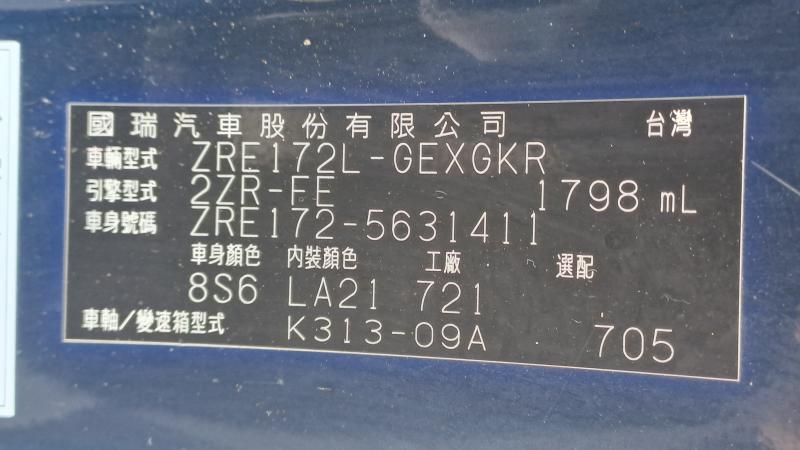 國瑞汽車股份有限公司 台灣
車輛型式 ZRE172L-GEXGKR
引擎型式 2ZR-FE 1798 mL
車身號碼 ZRE172-5631411
車身顏色 內裝顏色 工廠 選配
8S6 LA21 721
車軸/變速箱型式 K313-09A 705